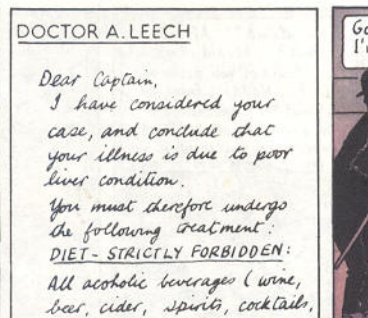 DOCTOR A. LEECH
Dear Captain,
I have considered your
case, and conclude that
your illness is due to poor
liver condition.
You must therefore undergo
the following treatment:
DIET - STRICTLY FORBIDDEN:
All acoholic beverages (wine,
beer, cider, spirits, cocktails,